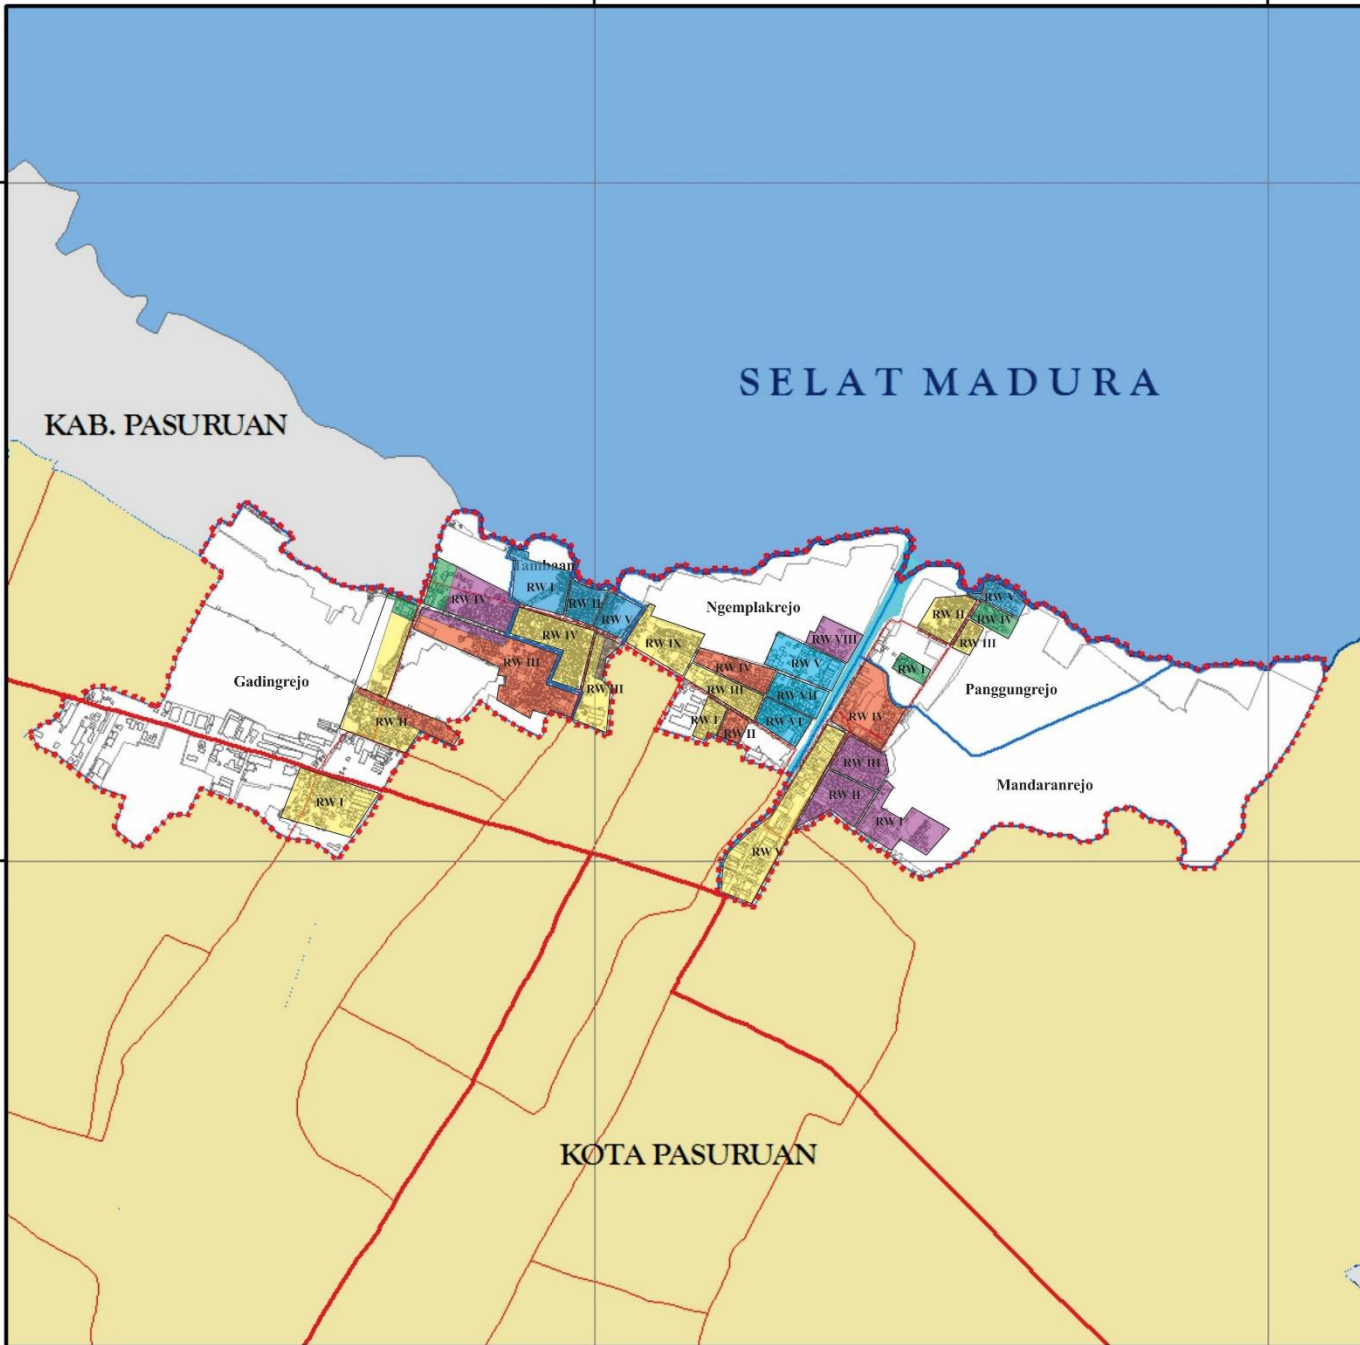 SELAT MADURA
KAB. PASURUAN
Tambaan
RW I
RW II
RW V
RW IV
RW IV
RW III
RW III
Gadingrejo
RW II
RW I
Ngemplakrejo
RW IX
RW VIII
RW V
RW IV
RW III
RW VII
RW VI
RW I
RW II
RW V
RW II
RW IV
RW III
RW I
Panggungrejo
RW IV
RW III
RW II
RW I
RW V
Mandaranrejo
KOTA PASURUAN